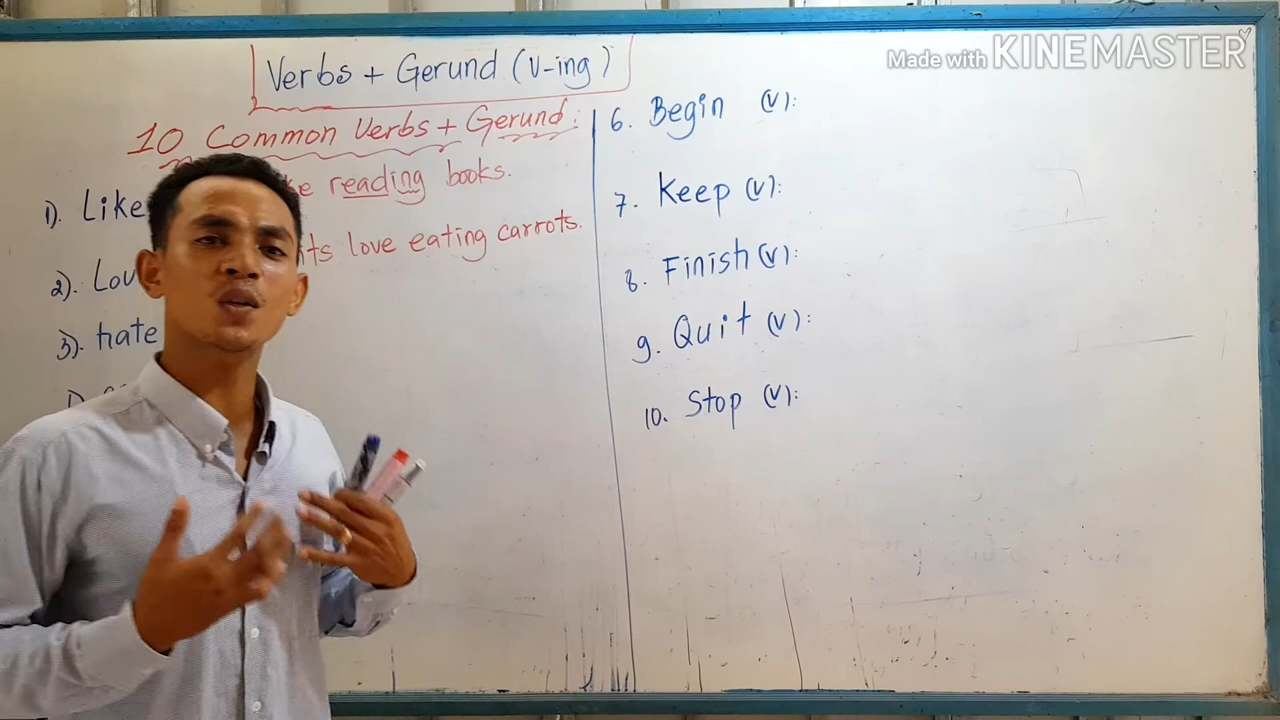 Made with KINEMASTER
Verbs + Gerund (V-ing)
10 Common Verbs + Gerund:
1). Like reading books.
2). love eating carrots.
3). hate
6. Begin (v):
7. Keep (v):
8. Finish (v):
9. Quit (v):
10. Stop (v):